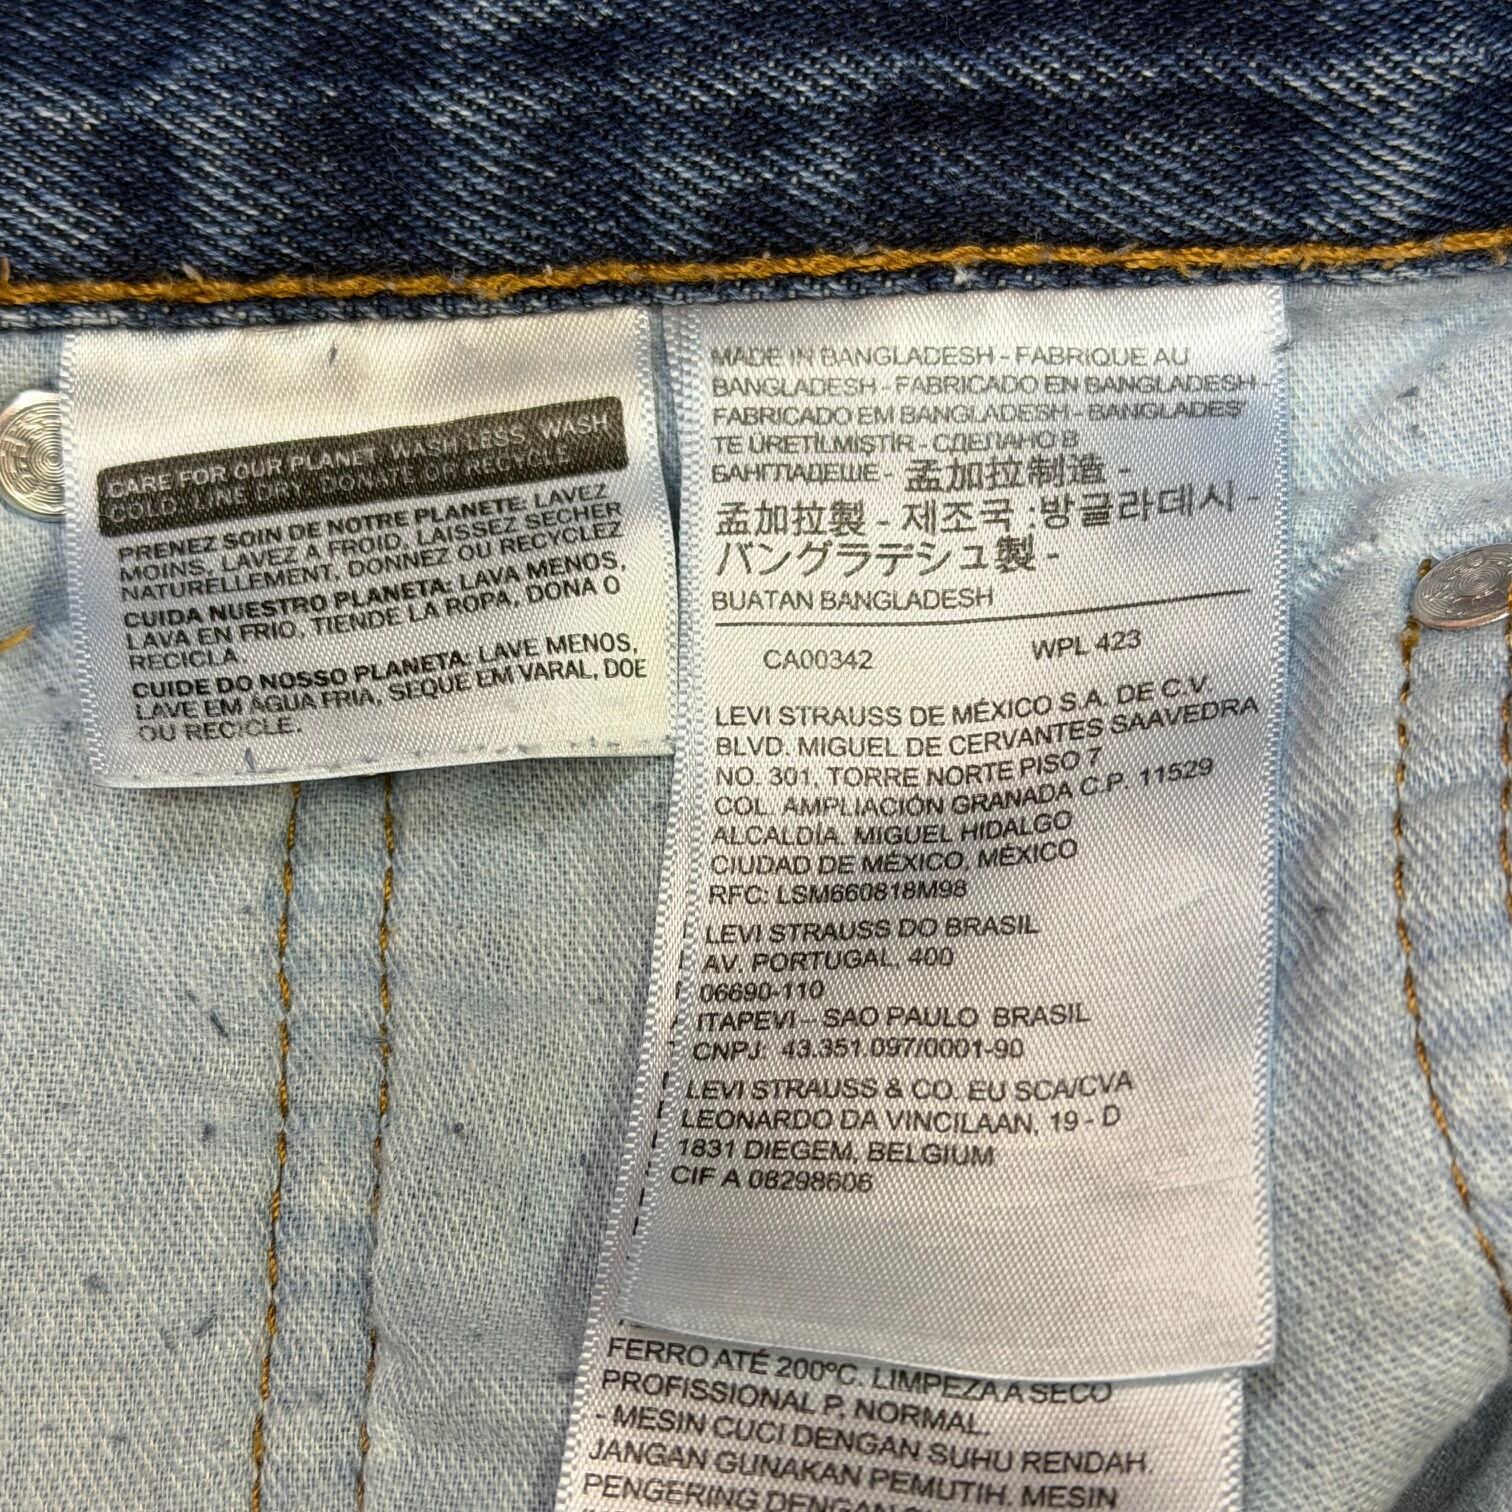 CARE FOR OUR PLANET: WASH LESS, WASH
COLD, LINE DRY, DONATE OR RECYCLE.
PRENEZ SOIN DE NOTRE PLANETE: LAVEZ
MOINS, LAVEZ A FROID, LAISSEZ SECHER
NATURELLEMENT, DONNEZ OU RECYCLEZ
CUIDA NUESTRO PLANETA: LAVA MENOS,
LAVA EN FRIO, TIENDE LA ROPA, DONA O
RECICLA.
CUIDE DO NOSSO PLANETA: LAVE MENOS,
LAVE EM AGUA FRIA, SEQUE EM VARAL, DOE
OU RECICLE.
MADE IN BANGLADESH - FABRIQUE AU
BANGLADESH - FABRICADO EN BANGLADESH -
FABRICADO EM BANGLADESH - BANGLADES'
TE ÜRETİLMİŞTİR - СДЕЛАНО В
БАНГЛАДЕШЕ - 孟加拉制造 -
孟加拉製 - 제조국 :방글라데시 -
バングラデシュ製 -
BUATAN BANGLADESH
CA00342 WPL 423
LEVI STRAUSS DE MÉXICO S.A. DE C.V.
BLVD. MIGUEL DE CERVANTES SAAVEDRA
NO. 301, TORRE NORTE PISO 7
COL. AMPLIACIÓN GRANADA C.P. 11529
ALCALDÍA. MIGUEL HIDALGO
CIUDAD DE MÉXICO, MÉXICO
RFC: LSM660818M98
LEVI STRAUSS DO BRASIL
AV. PORTUGAL, 400
06690-110
ITAPEVI – SAO PAULO BRASIL
CNPJ: 43.351.097/0001-90
LEVI STRAUSS & CO. EU SCA/CVA
LEONARDO DA VINCILAAN, 19 - D
1831 DIEGEM, BELGIUM
CIF A 08298606
FERRO ATÉ 200ºC. LIMPEZA A SECO
PROFISSIONAL P, NORMAL.
- MESIN CUCI DENGAN SUHU RENDAH.
JANGAN GUNAKAN PEMUTIH. MESIN
PENGERING DENGAN